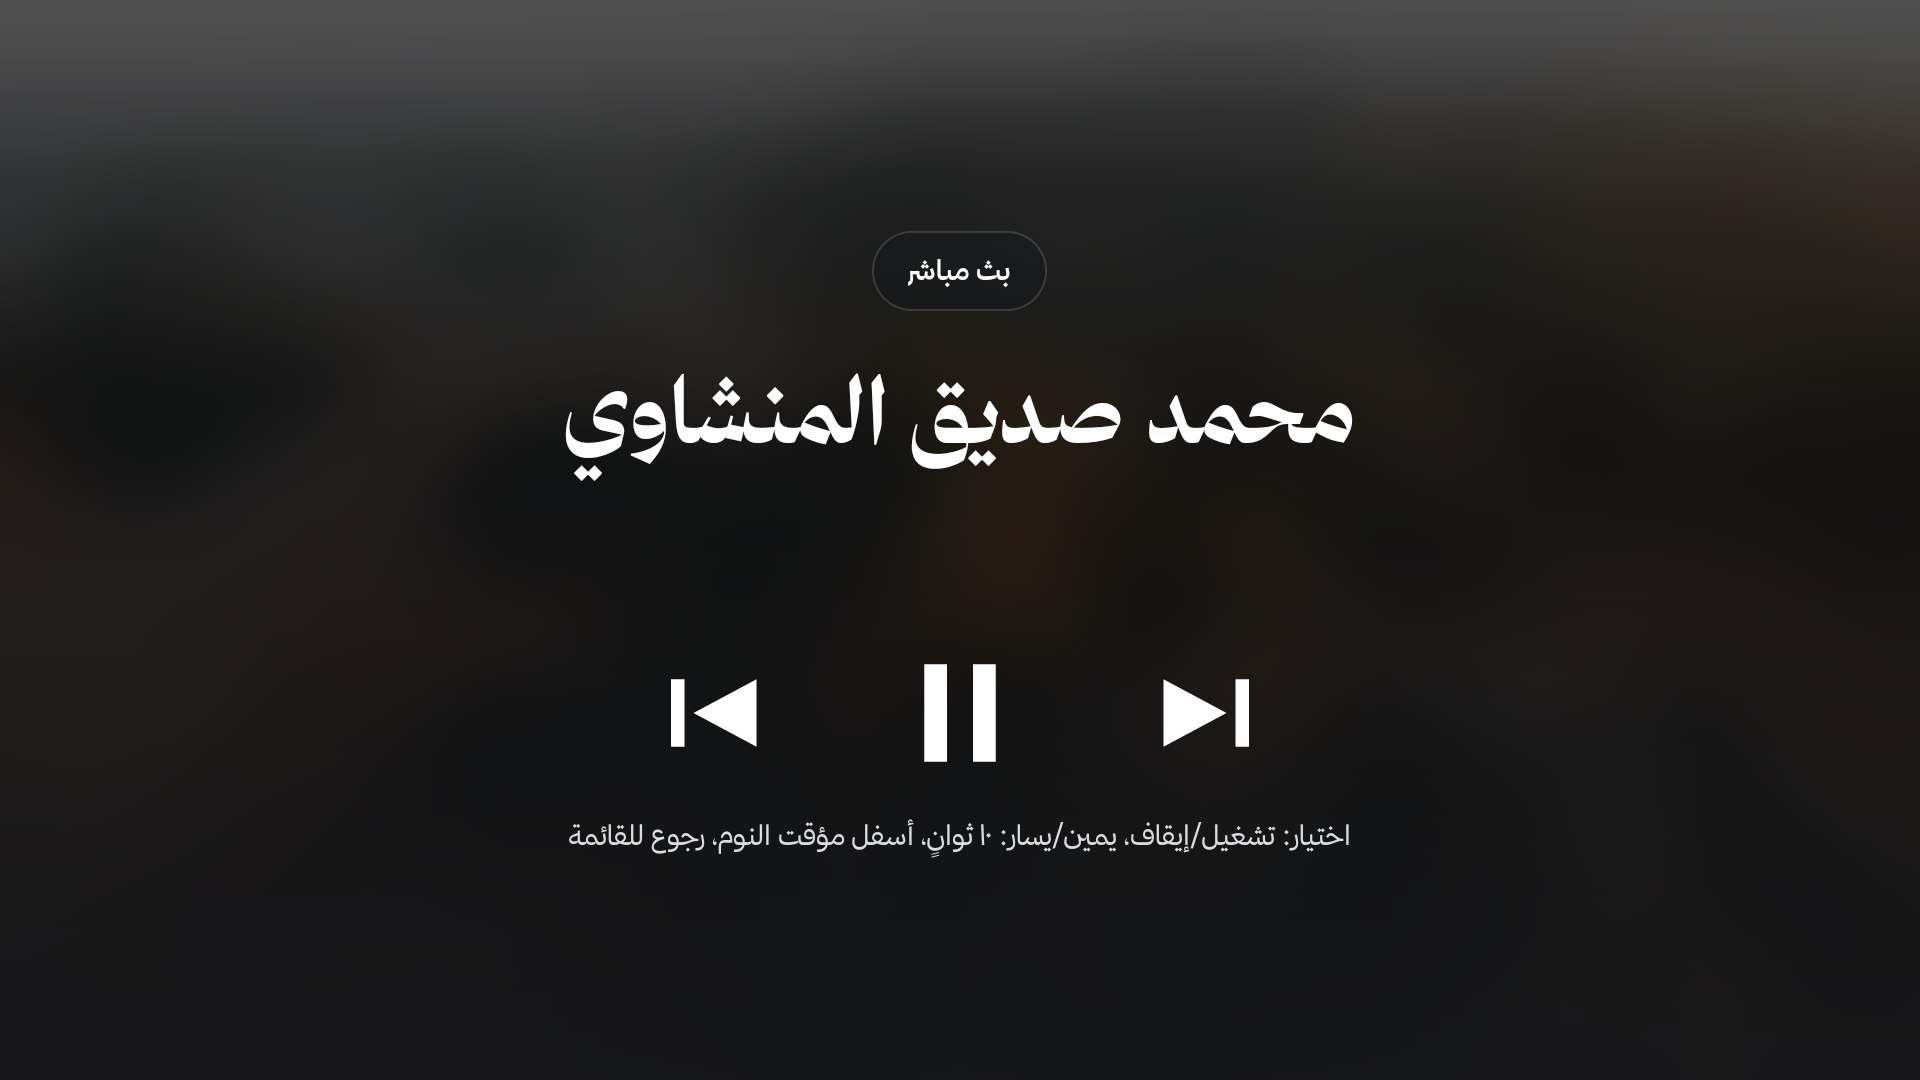 بث مباشر
محمد صديق المنشاوي
اختيار: تشغيل/إيقاف، يمين/يسار: ١٠ ثوانٍ، أسفل مؤقت النوم، رجوع للقائمة